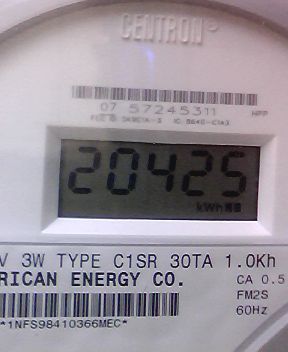 CENTRON®
07 57245311 HPP
20425
kWh
V 3W TYPE C1SR 30TA 1.0Kh
RICAN ENERGY CO.
CA 0.5
FM2S
60Hz
*1NFS98410366MEC*